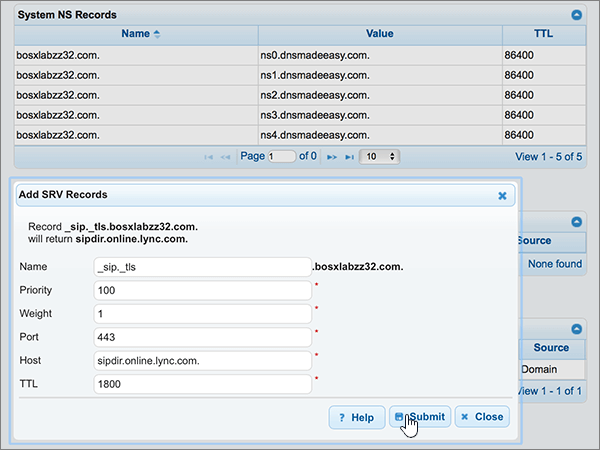 System NS Records
Name Value TTL
bosxlabzz32.com. ns0.dnsmadeeasy.com. 86400
bosxlabzz32.com. ns1.dnsmadeeasy.com. 86400
bosxlabzz32.com. ns2.dnsmadeeasy.com. 86400
bosxlabzz32.com. ns3.dnsmadeeasy.com. 86400
bosxlabzz32.com. ns4.dnsmadeeasy.com. 86400
Page 1 of 0 10 View 1 - 5 of 5
Add SRV Records
Record _sip._tls.bosxlabzz32.com.
will return sipdir.online.lync.com.
Name _sip._tls .bosxlabzz32.com.
Priority 100 *
Weight 1 *
Port 443 *
Host sipdir.online.lync.com. *
TTL 1800 *
? Help Submit Close
Source
None found
Source
Domain
View 1 - 1 of 1